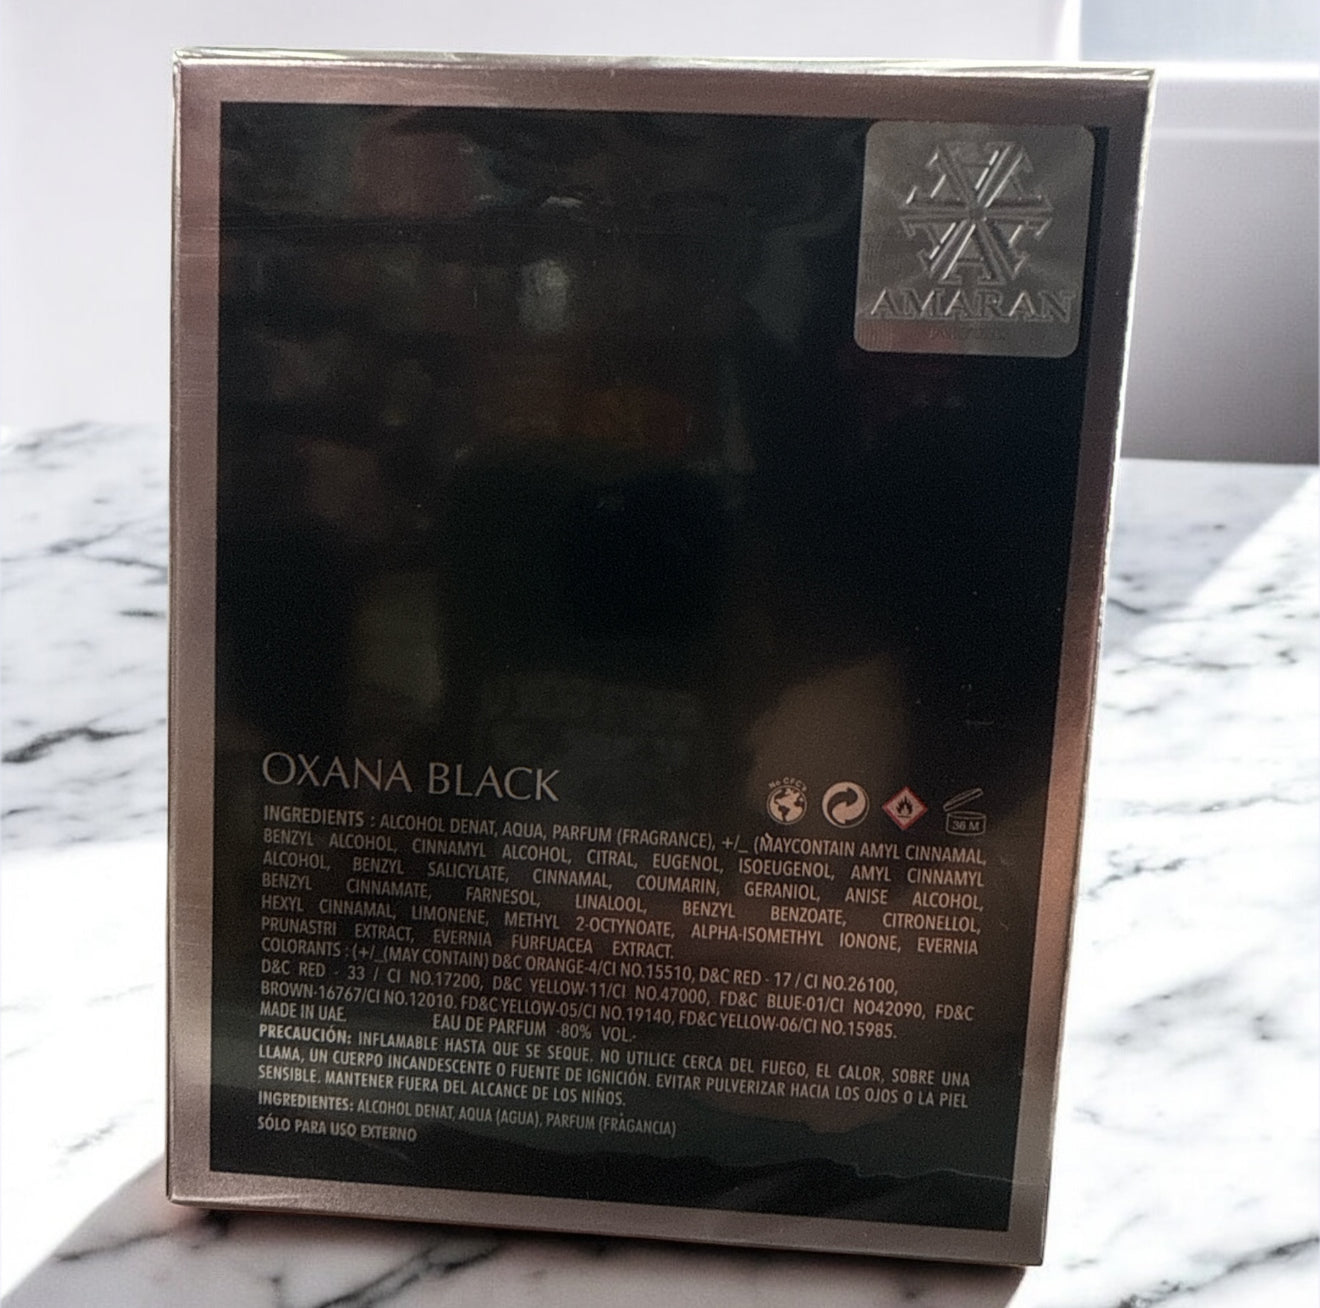 AMARAN
OXANA BLACK
No CFC's
36 M
INGREDIENTS : ALCOHOL DENAT, AQUA, PARFUM (FRAGRANCE), +/_ (MAYCONTAIN AMYL CINNAMAL,
BENZYL ALCOHOL, CINNAMYL ALCOHOL, CITRAL, EUGENOL, ISOEUGENOL, AMYL CINNAMYL
ALCOHOL, BENZYL SALICYLATE, CINNAMAL, COUMARIN, GERANIOL, ANISE ALCOHOL,
BENZYL CINNAMATE, FARNESOL, LINALOOL, BENZYL BENZOATE, CITRONELLOL,
HEXYL CINNAMAL, LIMONENE, METHYL 2-OCTYNOATE, ALPHA-ISOMETHYL IONONE, EVERNIA
PRUNASTRI EXTRACT, EVERNIA FURFUACEA EXTRACT.
COLORANTS : (+/_(MAY CONTAIN) D&C ORANGE-4/CI NO.15510, D&C RED - 17 / CI NO.26100,
D&C RED - 33 / CI NO.17200, D&C YELLOW-11/CI NO.47000, FD&C BLUE-01/CI NO42090, FD&C
BROWN-16767/CI NO.12010. FD&C YELLOW-05/CI NO.19140, FD&C YELLOW-06/CI NO.15985.
MADE IN UAE. EAU DE PARFUM -80% VOL.-
PRECAUCIÓN: INFLAMABLE HASTA QUE SE SEQUE. NO UTILICE CERCA DEL FUEGO, EL CALOR, SOBRE UNA
LLAMA, UN CUERPO INCANDESCENTE O FUENTE DE IGNICIÓN. EVITAR PULVERIZAR HACIA LOS OJOS O LA PIEL
SENSIBLE. MANTENER FUERA DEL ALCANCE DE LOS NIÑOS.
INGREDIENTES: ALCOHOL DENAT, AQUA (AGUA), PARFUM (FRÀGANCIA)
SÓLO PARA USO EXTERNO